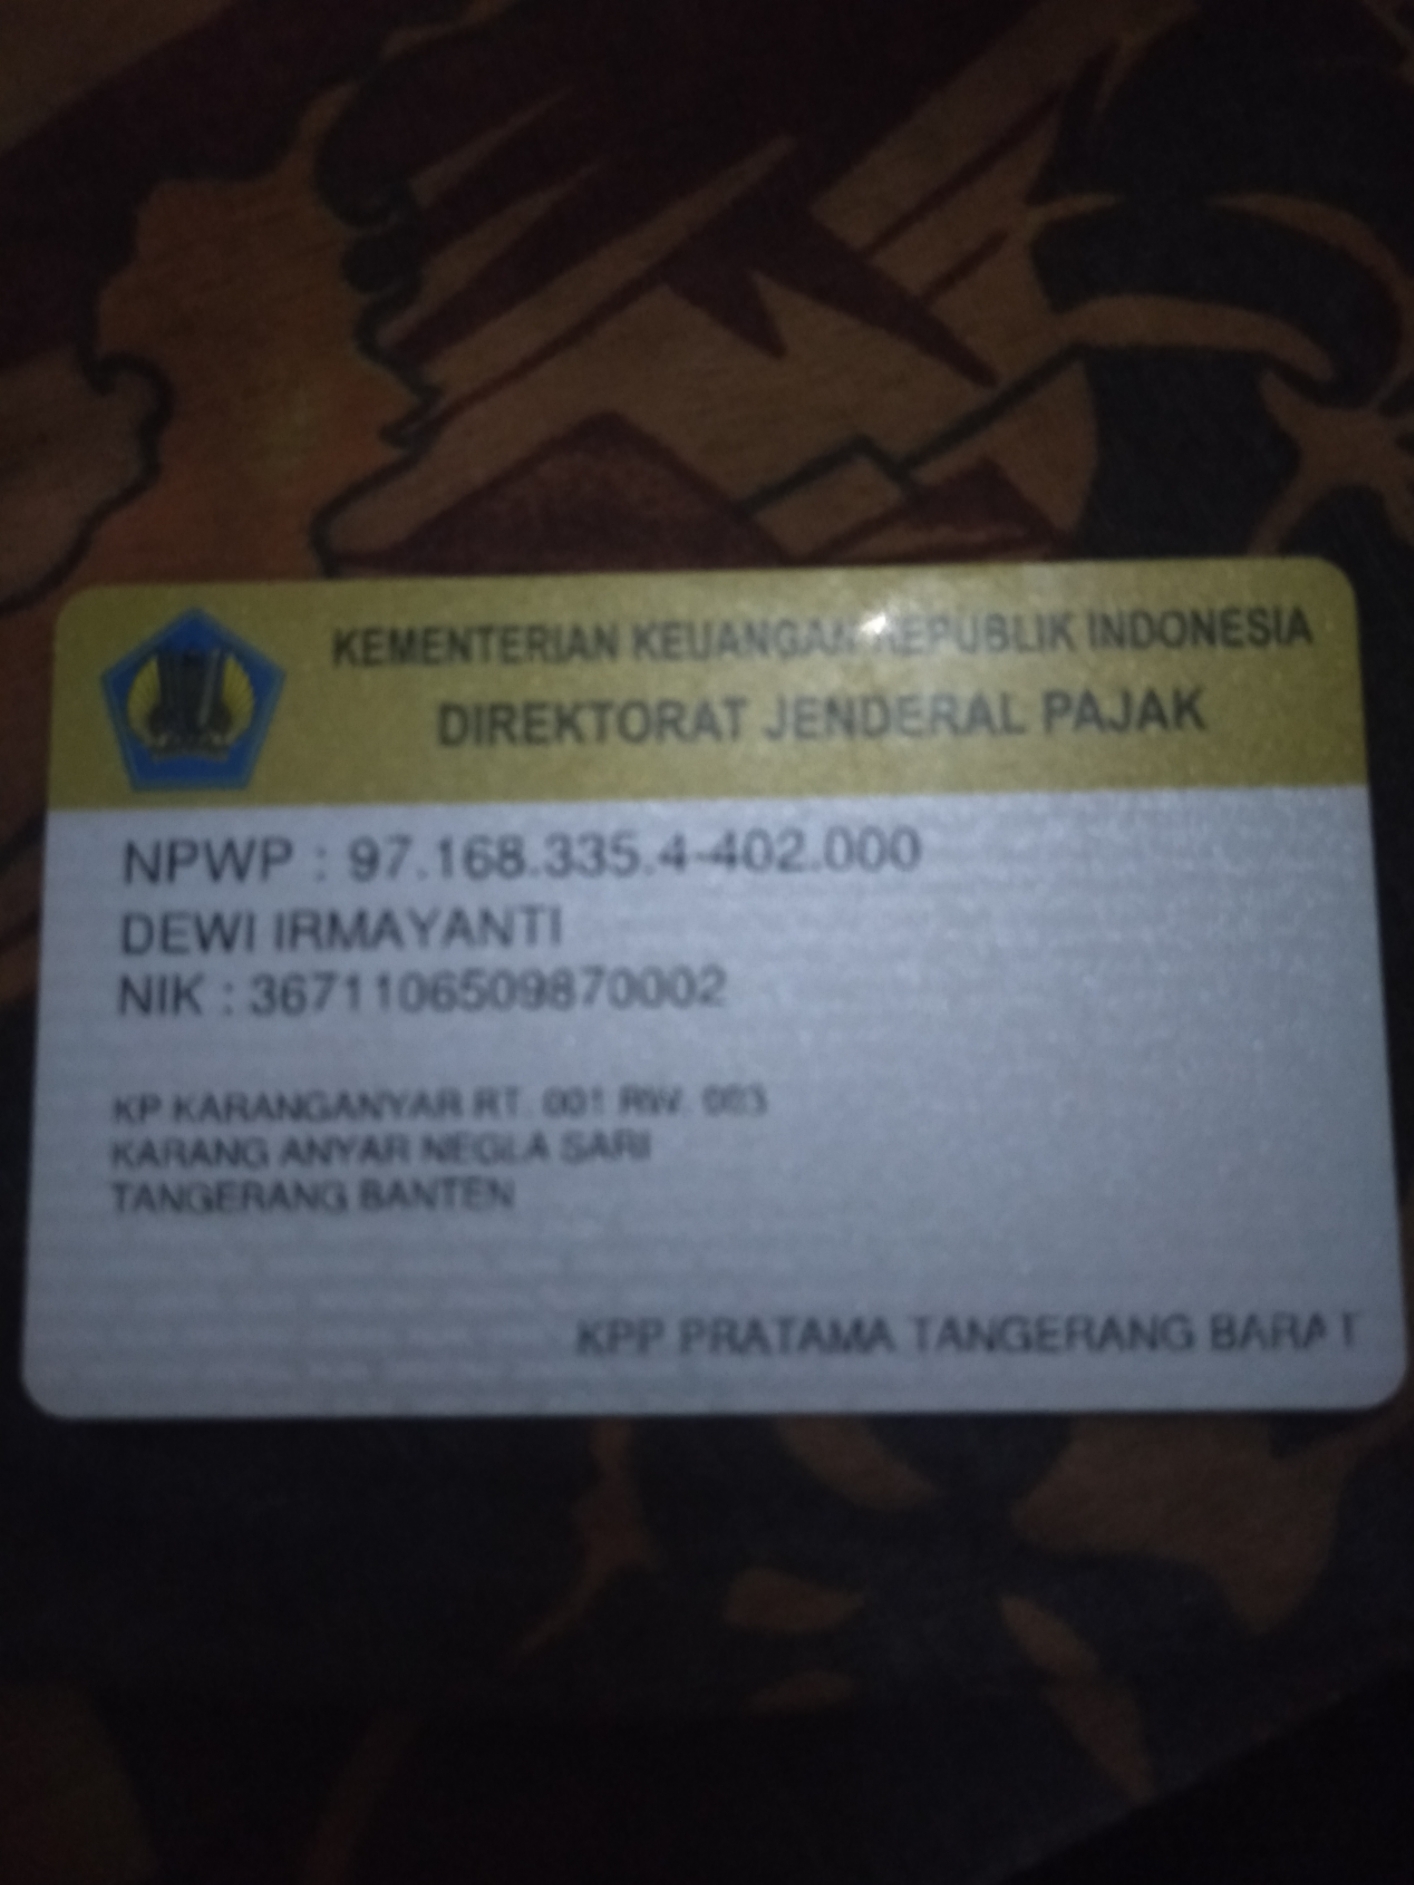 KEMENTERIAN KEUANGAN REPUBLIK INDONESIA
DIREKTORAT JENDERAL PAJAK
NPWP : 97.168.335.4-402.000
DEWI IRMAYANTI
NIK : 3671106509870002
KP KARANGANYAR RT. 001 RW. 003
KARANG ANYAR NEGLA SARI
TANGERANG BANTEN
KPP PRATAMA TANGERANG BARAT